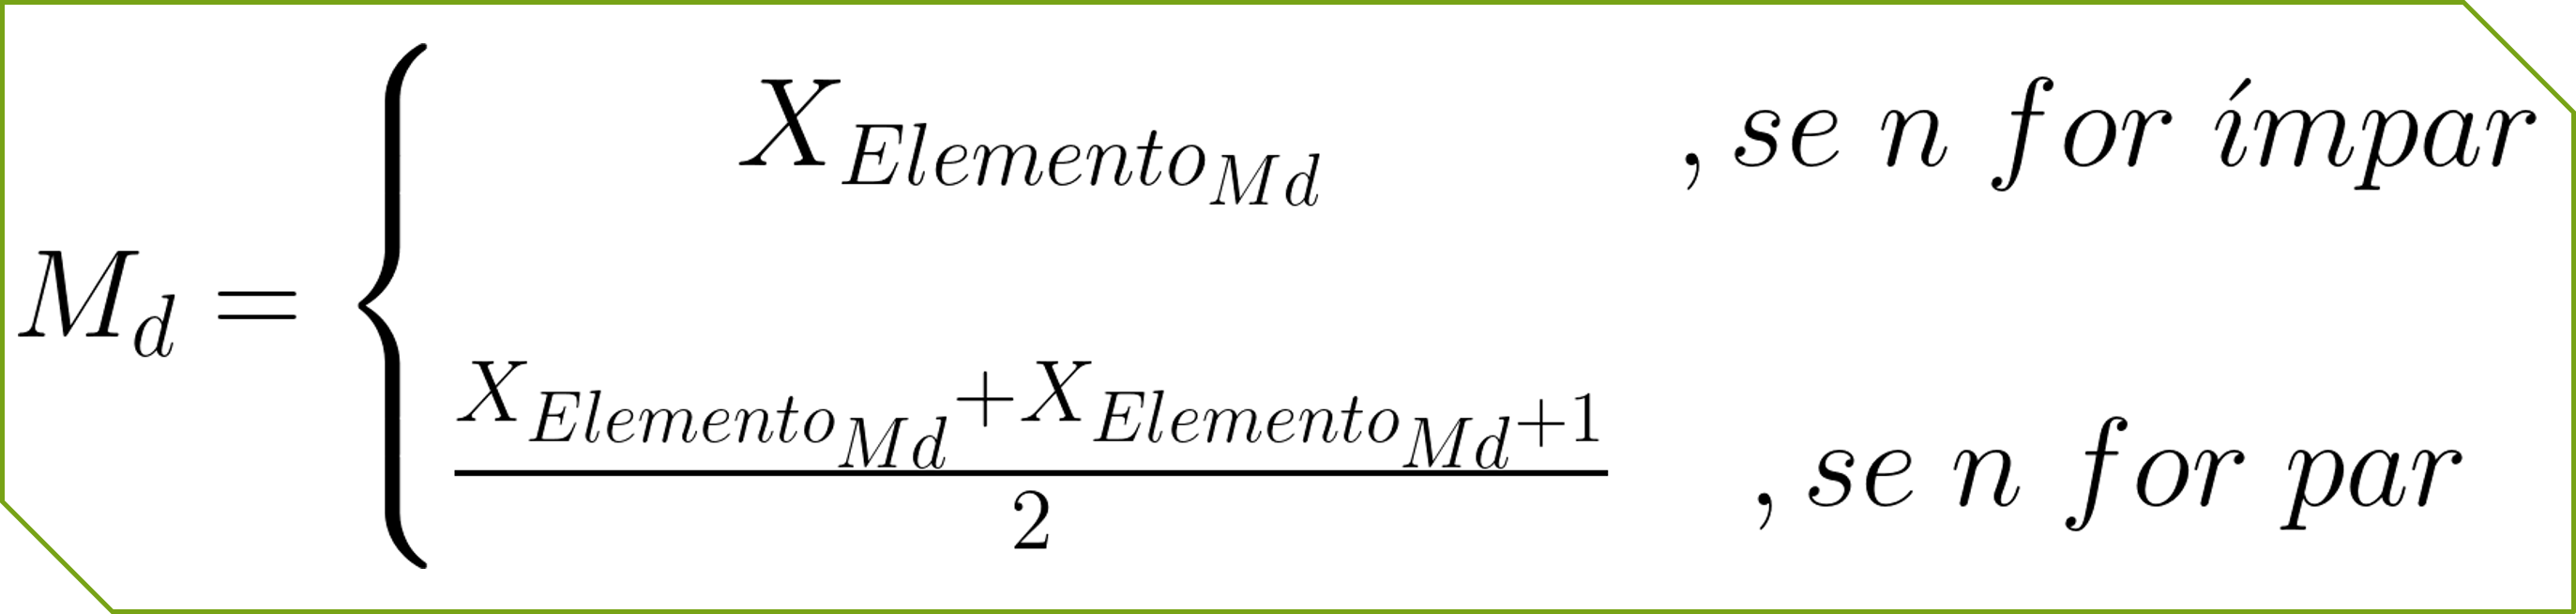 X_{Elemento_{Md}} , se n for ímpar
M_d =
X_{Elemento_{Md}}+X_{Elemento_{Md}+1}
2
, se n for par